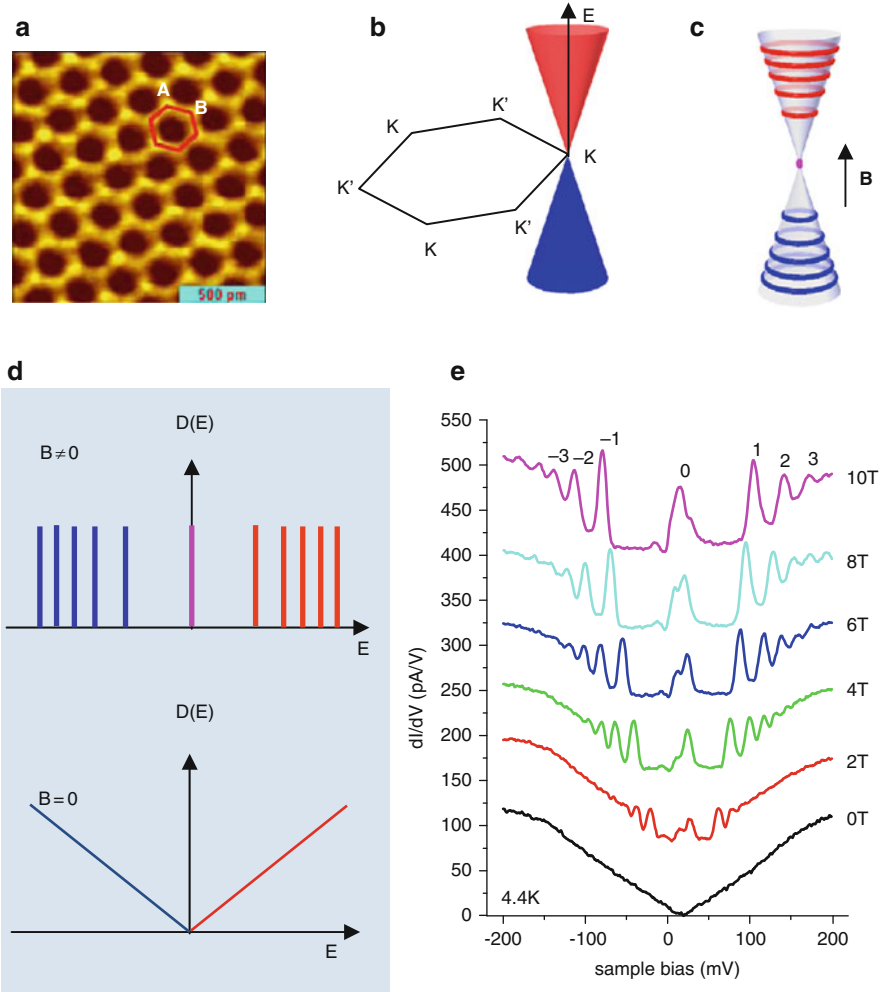 a
A
B
500 pm
b
E
K'
K
K
K'
K'
K
c
B
d
D(E)
B≠0
E
D(E)
B=0
E
e
550
500
450
400
350
300
250
200
150
100
50
0
dI/dV (pA/V)
–3 –2 –1 0 1 2 3
10T
8T
6T
4T
2T
0T
4.4K
-200 -100 0 100 200
sample bias (mV)